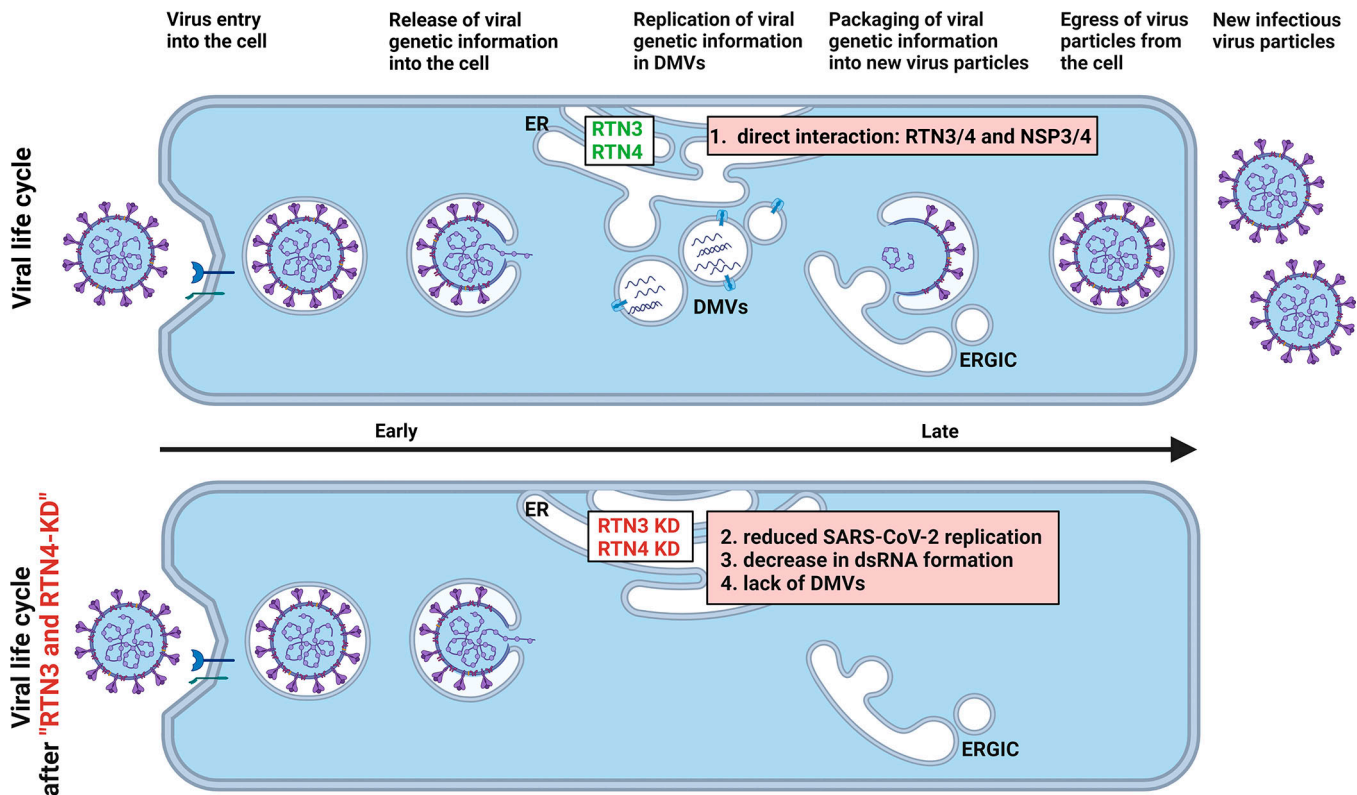 Virus entry
into the cell
Release of viral
genetic information
into the cell
Replication of viral
genetic information
in DMVs
Packaging of viral
genetic information
into new virus particles
Egress of virus
particles from
the cell
New infectious
virus particles
Viral life cycle
ER
RTN3
RTN4
1. direct interaction: RTN3/4 and NSP3/4
DMVs
ERGIC
Early
Late
Viral life cycle
after "RTN3 and RTN4-KD"
ER
RTN3 KD
RTN4 KD
2. reduced SARS-CoV-2 replication
3. decrease in dsRNA formation
4. lack of DMVs
ERGIC